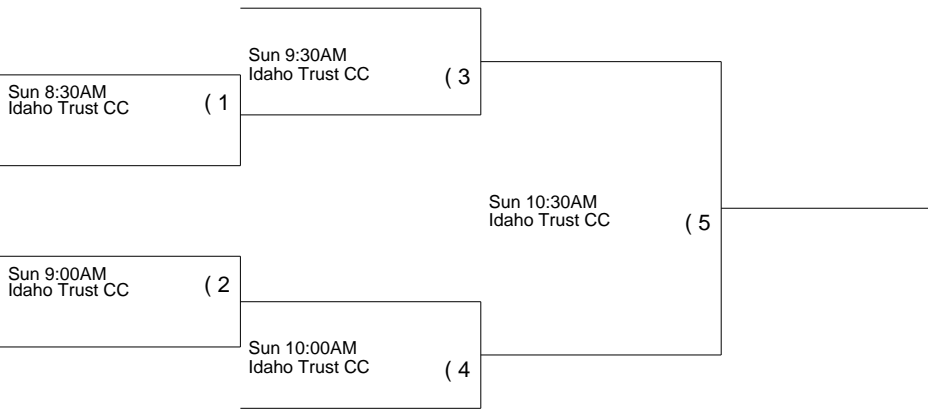 Sun 9:30AM
Idaho Trust CC
( 3
Sun 8:30AM
Idaho Trust CC
( 1
Sun 10:30AM
Idaho Trust CC
( 5
Sun 9:00AM
Idaho Trust CC
( 2
Sun 10:00AM
Idaho Trust CC
( 4